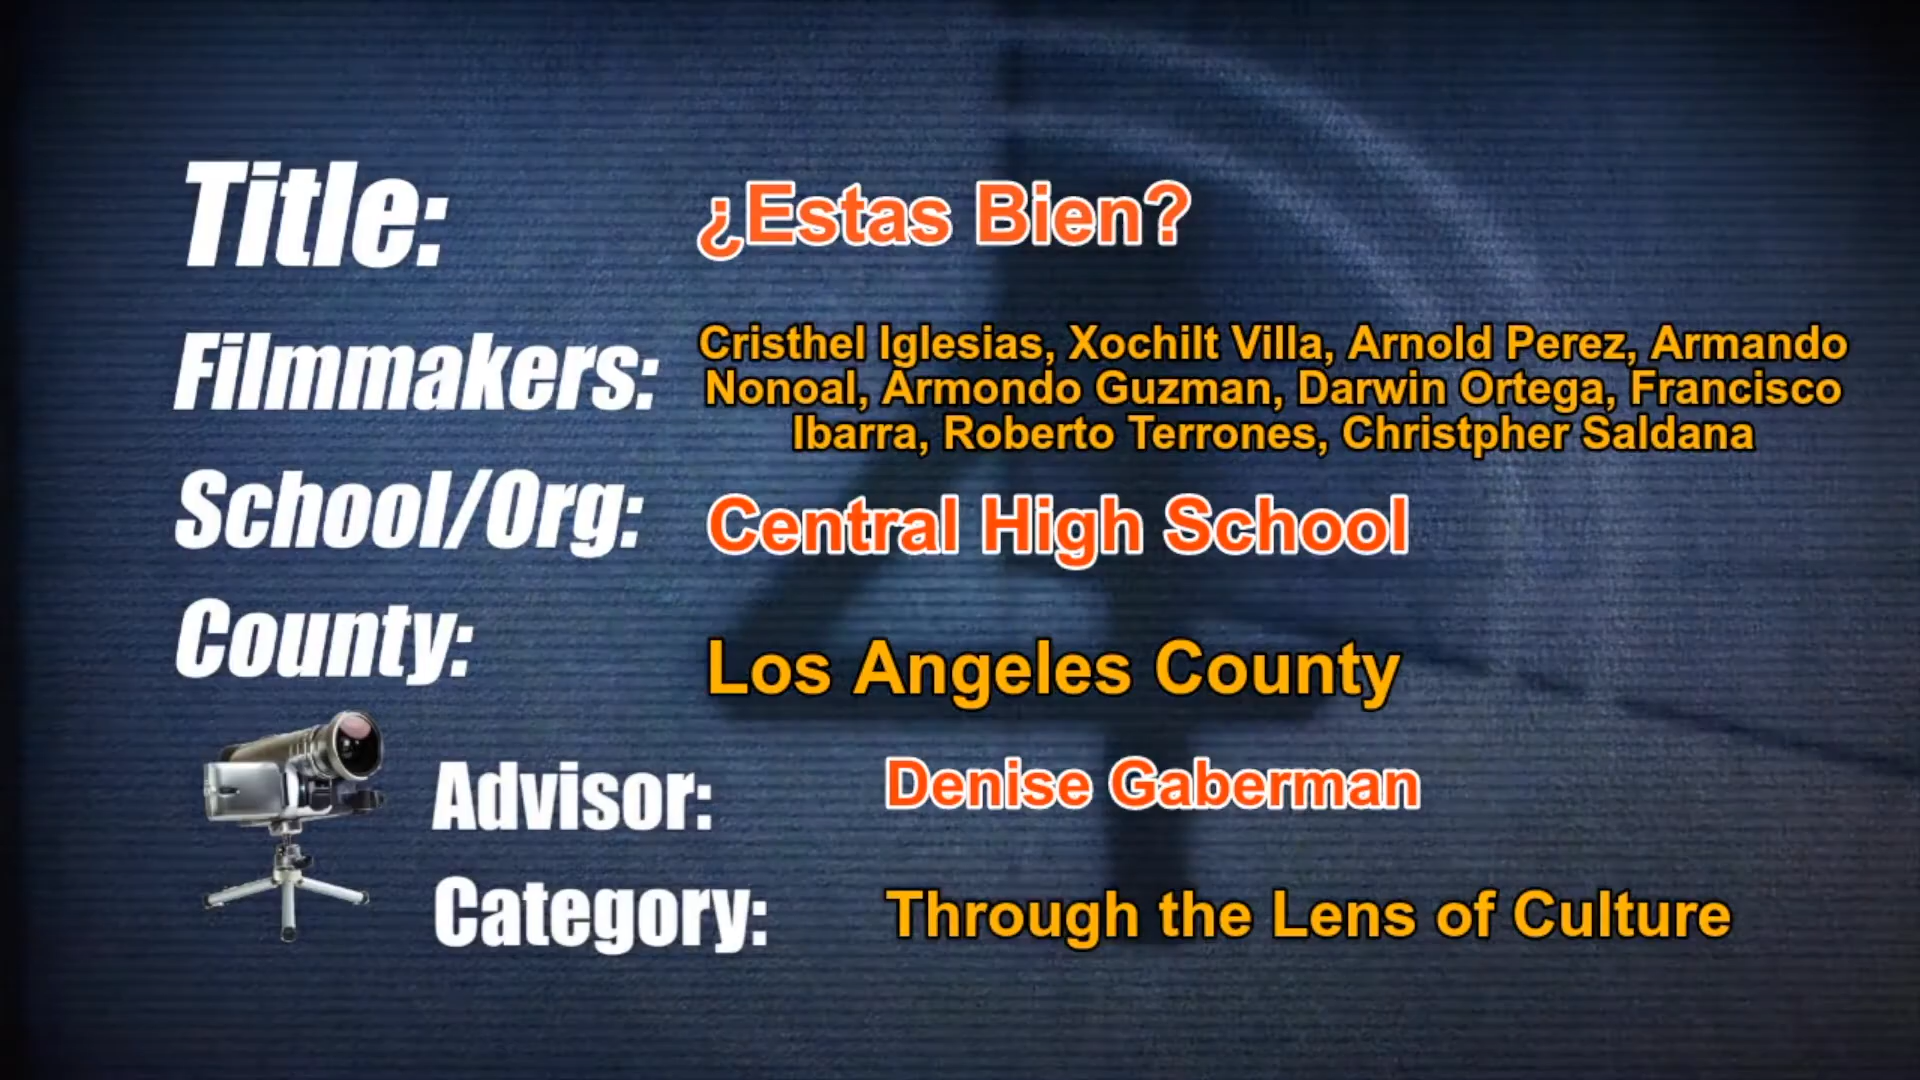 Title: ¿Estas Bien?
Filmmakers: Cristhel Iglesias, Xochilt Villa, Arnold Perez, Armando
Nonoal, Armondo Guzman, Darwin Ortega, Francisco
Ibarra, Roberto Terrones, Christpher Saldana
School/Org: Central High School
County: Los Angeles County
Advisor: Denise Gaberman
Category: Through the Lens of Culture